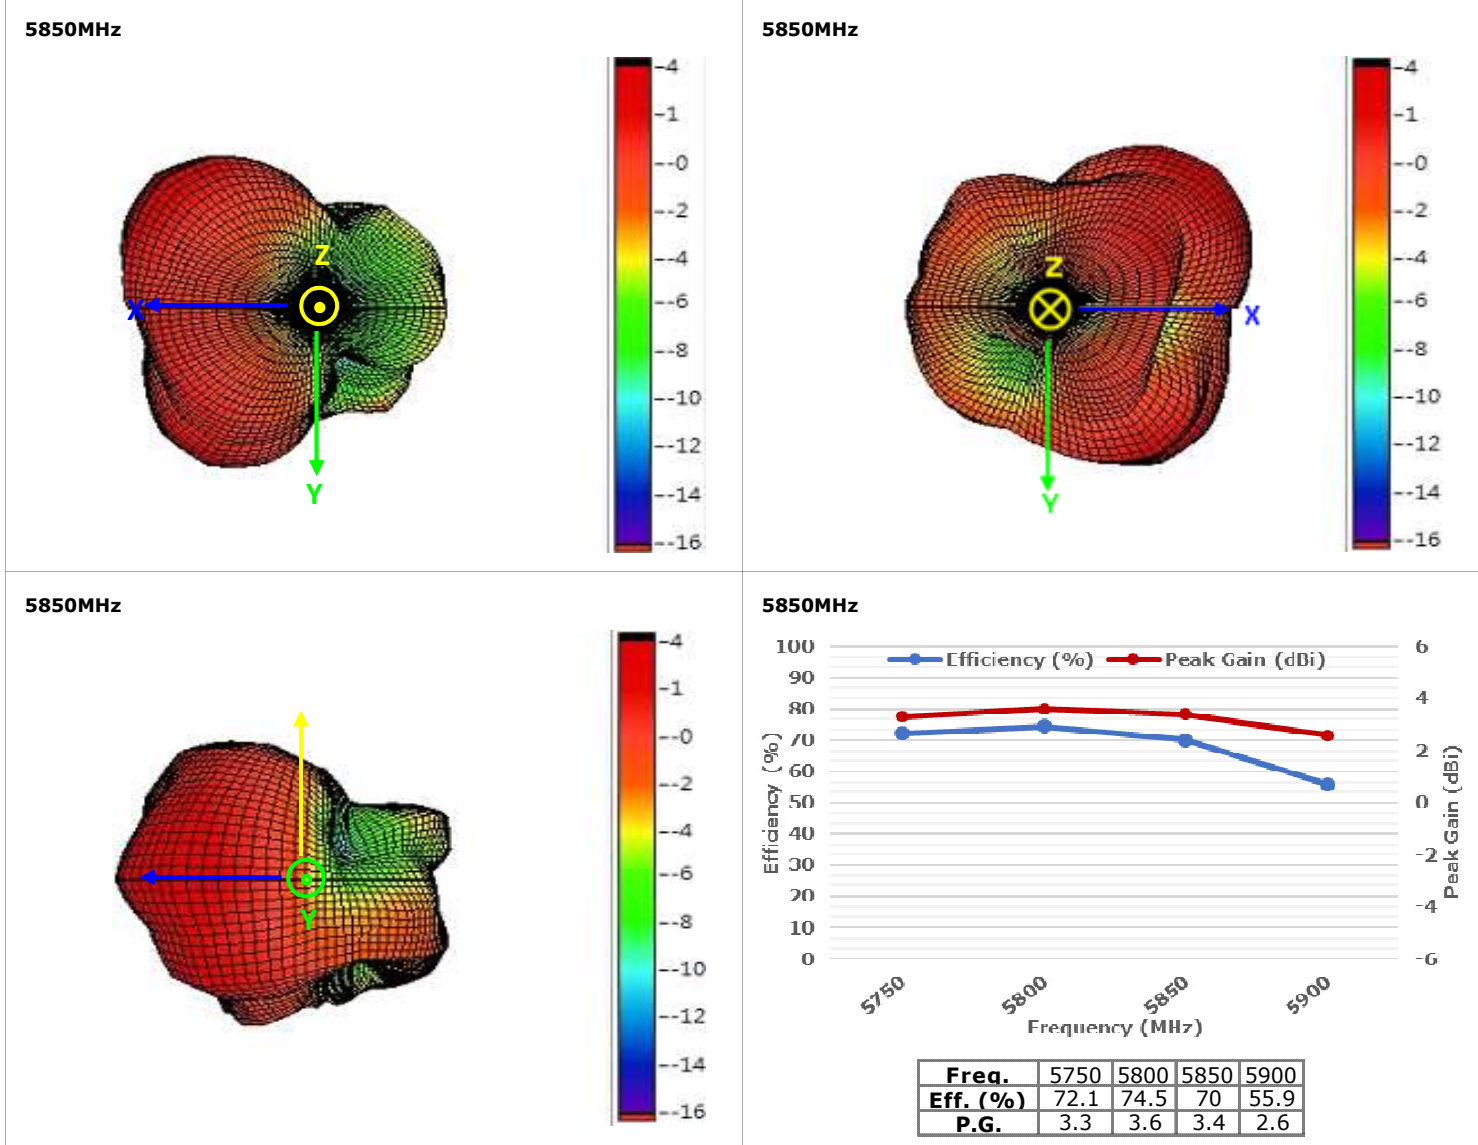 5850MHz
-4
-1
--0
--2
--4
--6
--8
--10
--12
--14
--16
Z
X
Y
5850MHz
-4
-1
--0
--2
--4
--6
--8
--10
--12
--14
--16
Z
X
Y
5850MHz
-4
-1
--0
--2
--4
--6
--8
--10
--12
--14
--16
Y
5850MHz
Efficiency (%) Peak Gain (dBi)
100
90
80
70
60
50
40
30
20
10
0
Efficiency (%)
6
4
2
0
-2
-4
-6
Peak Gain (dBi)
5750 5800 5850 5900
Frequency (MHz)
Freq. 5750 5800 5850 5900
Eff. (%) 72.1 74.5 70 55.9
P.G. 3.3 3.6 3.4 2.6